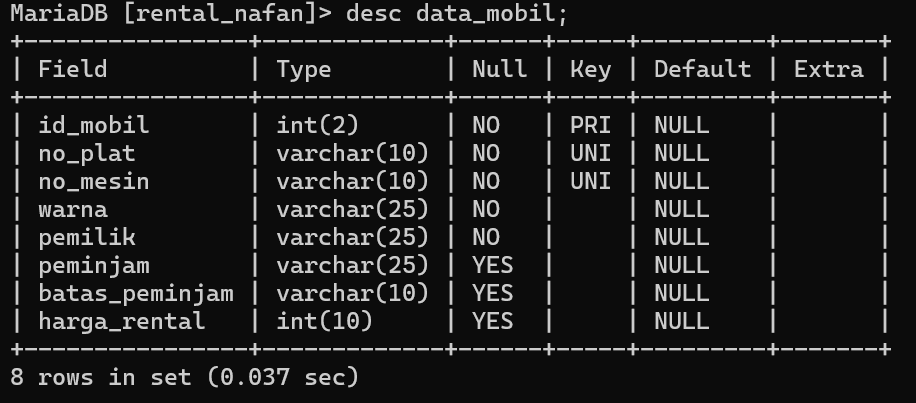 MariaDB [rental_nafan]> desc data_mobil;
+----------------+-------------+------+-----+---------+-------+
| Field          | Type        | Null | Key | Default | Extra |
+----------------+-------------+------+-----+---------+-------+
| id_mobil       | int(2)      | NO   | PRI | NULL    |       |
| no_plat        | varchar(10) | NO   | UNI | NULL    |       |
| no_mesin       | varchar(10) | NO   | UNI | NULL    |       |
| warna          | varchar(25) | NO   |     | NULL    |       |
| pemilik        | varchar(25) | NO   |     | NULL    |       |
| peminjam       | varchar(25) | YES  |     | NULL    |       |
| batas_peminjam | varchar(10) | YES  |     | NULL    |       |
| harga_rental   | int(10)     | YES  |     | NULL    |       |
+----------------+-------------+------+-----+---------+-------+
8 rows in set (0.037 sec)